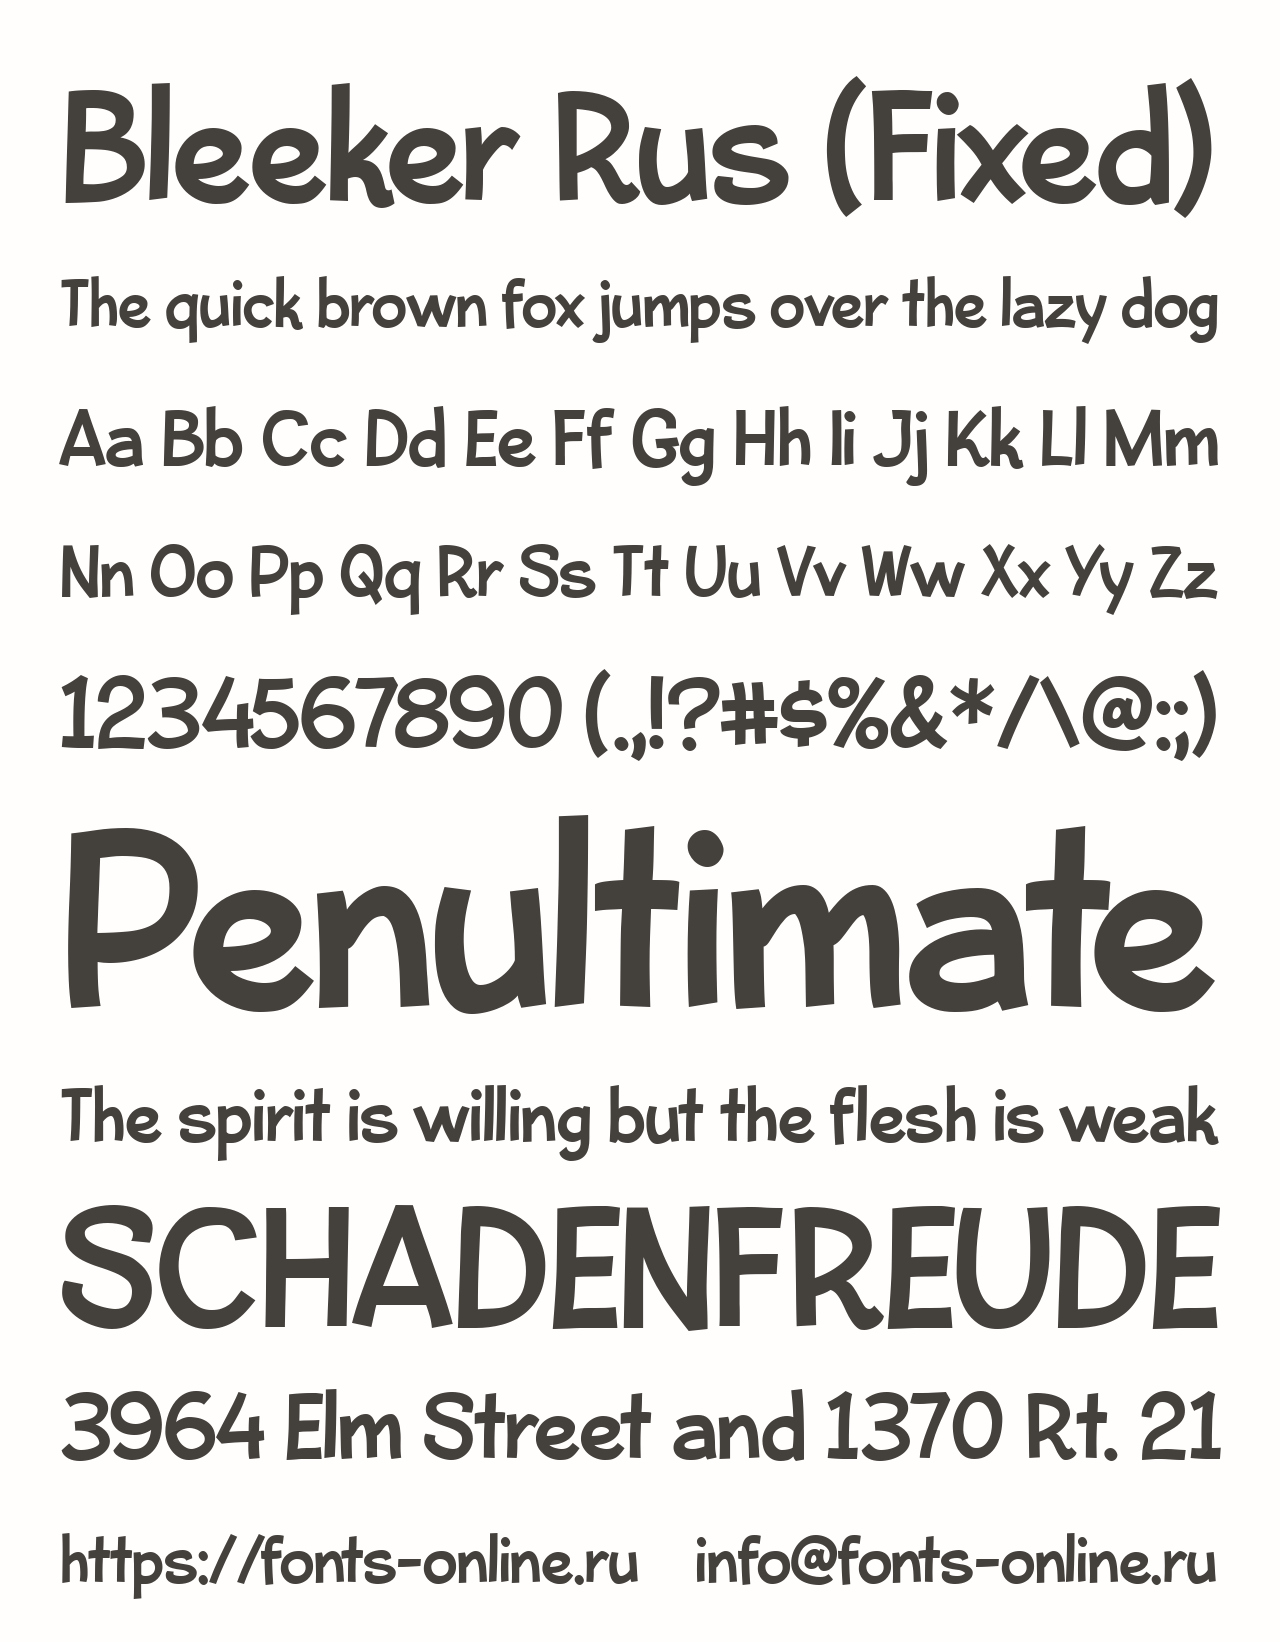 Bleeker Rus (Fixed)
The quick brown fox jumps over the lazy dog
Aa Bb Cc Dd Ee Ff Gg Hh Ii Jj Kk Ll Mm
Nn Oo Pp Qq Rr Ss Tt Uu Vv Ww Xx Yy Zz
1234567890 (.,!?#$%&*/\@:;)
Penultimate
The spirit is willing but the flesh is weak
SCHADENFREUDE
3964 Elm Street and 1370 Rt. 21
https://fonts-online.ru info@fonts-online.ru